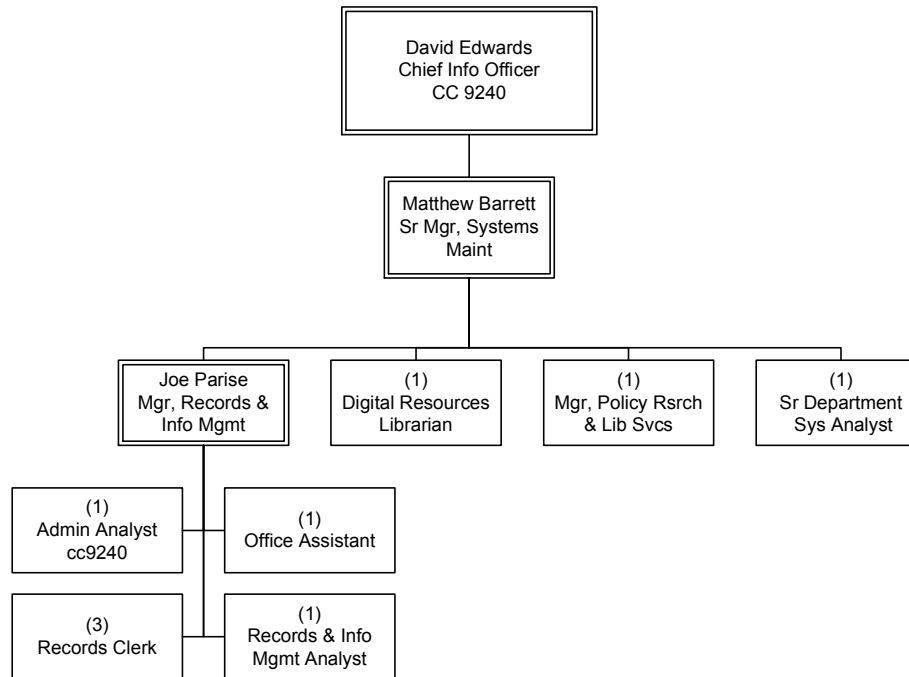 David Edwards
Chief Info Officer
CC 9240
Matthew Barrett
Sr Mgr, Systems
Maint
Joe Parise
Mgr, Records &
Info Mgmt
(1)
Digital Resources
Librarian
(1)
Mgr, Policy Rsrch
& Lib Svcs
(1)
Sr Department
Sys Analyst
(1)
Admin Analyst
cc9240
(1)
Office Assistant
(3)
Records Clerk
(1)
Records & Info
Mgmt Analyst